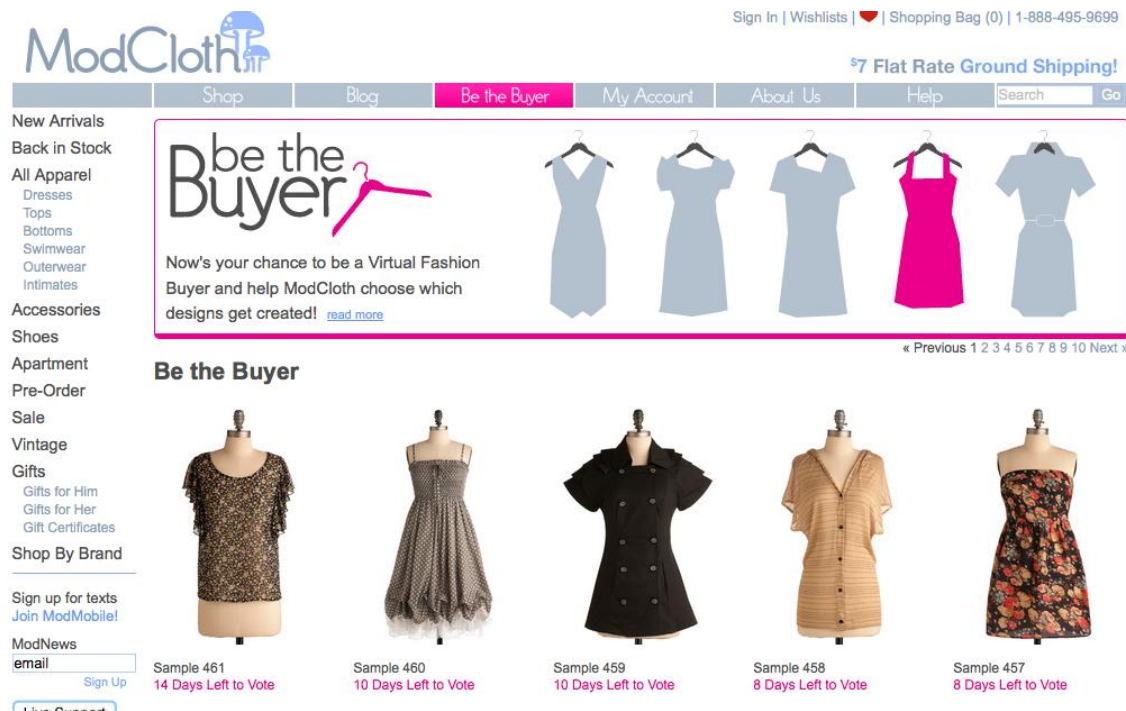 ModCloth
Sign In | Wishlists | | Shopping Bag (0) | 1-888-495-9699
$7 Flat Rate Ground Shipping!
Shop
Blog
Be the Buyer
My Account
About Us
Help
Search
Go
New Arrivals
Back in Stock
All Apparel
Dresses
Tops
Bottoms
Swimwear
Outerwear
Intimates
Accessories
Shoes
Apartment
Pre-Order
Sale
Vintage
Gifts
Gifts for Him
Gifts for Her
Gift Certificates
Shop By Brand
Sign up for texts
Join ModMobile!
ModNews
email
Sign Up
Live Support
be the
Buyer
Now's your chance to be a Virtual Fashion
Buyer and help ModCloth choose which
designs get created! read more
« Previous 1 2 3 4 5 6 7 8 9 10 Next »
Be the Buyer
Sample 461
14 Days Left to Vote
Sample 460
10 Days Left to Vote
Sample 459
10 Days Left to Vote
Sample 458
8 Days Left to Vote
Sample 457
8 Days Left to Vote